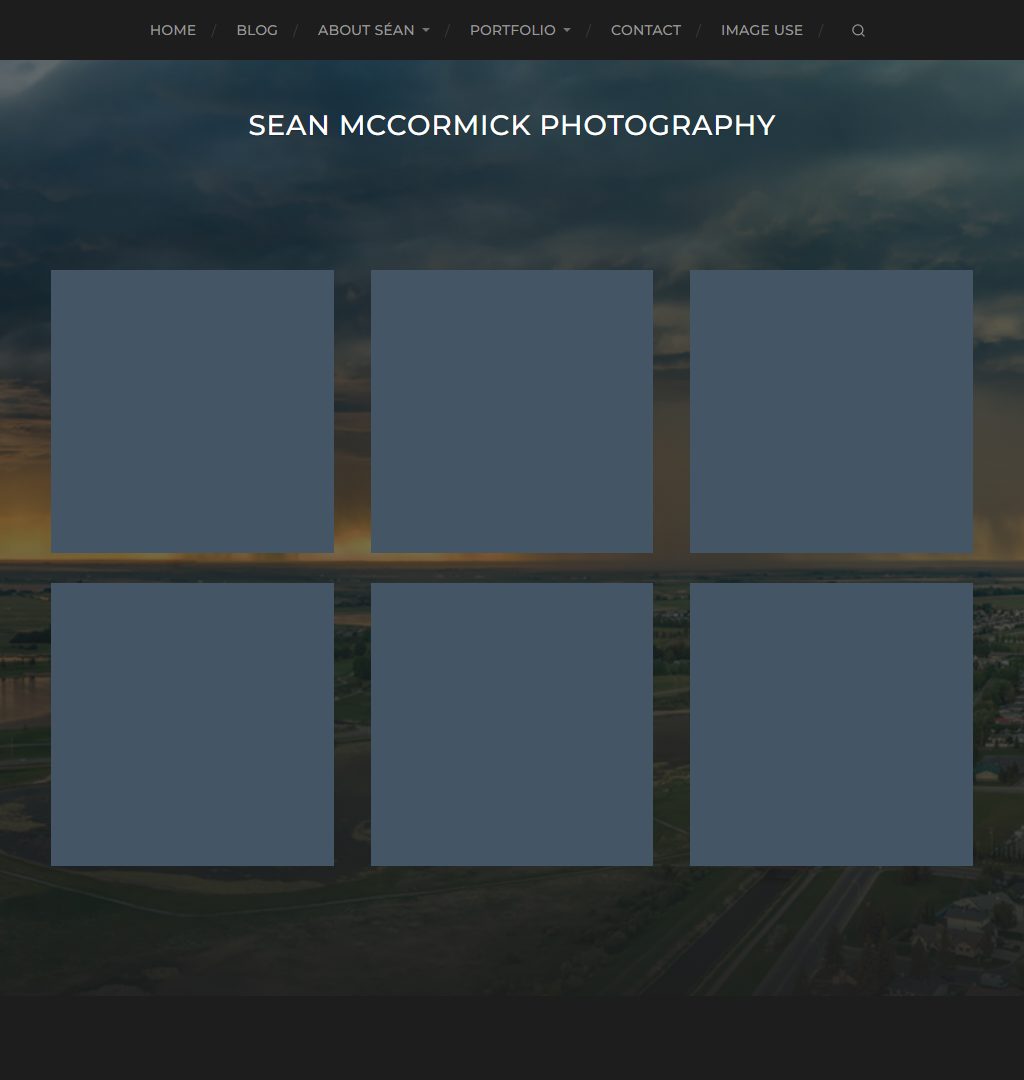 HOME / BLOG / ABOUT SÉAN / PORTFOLIO / CONTACT / IMAGE USE /
SEAN MCCORMICK PHOTOGRAPHY